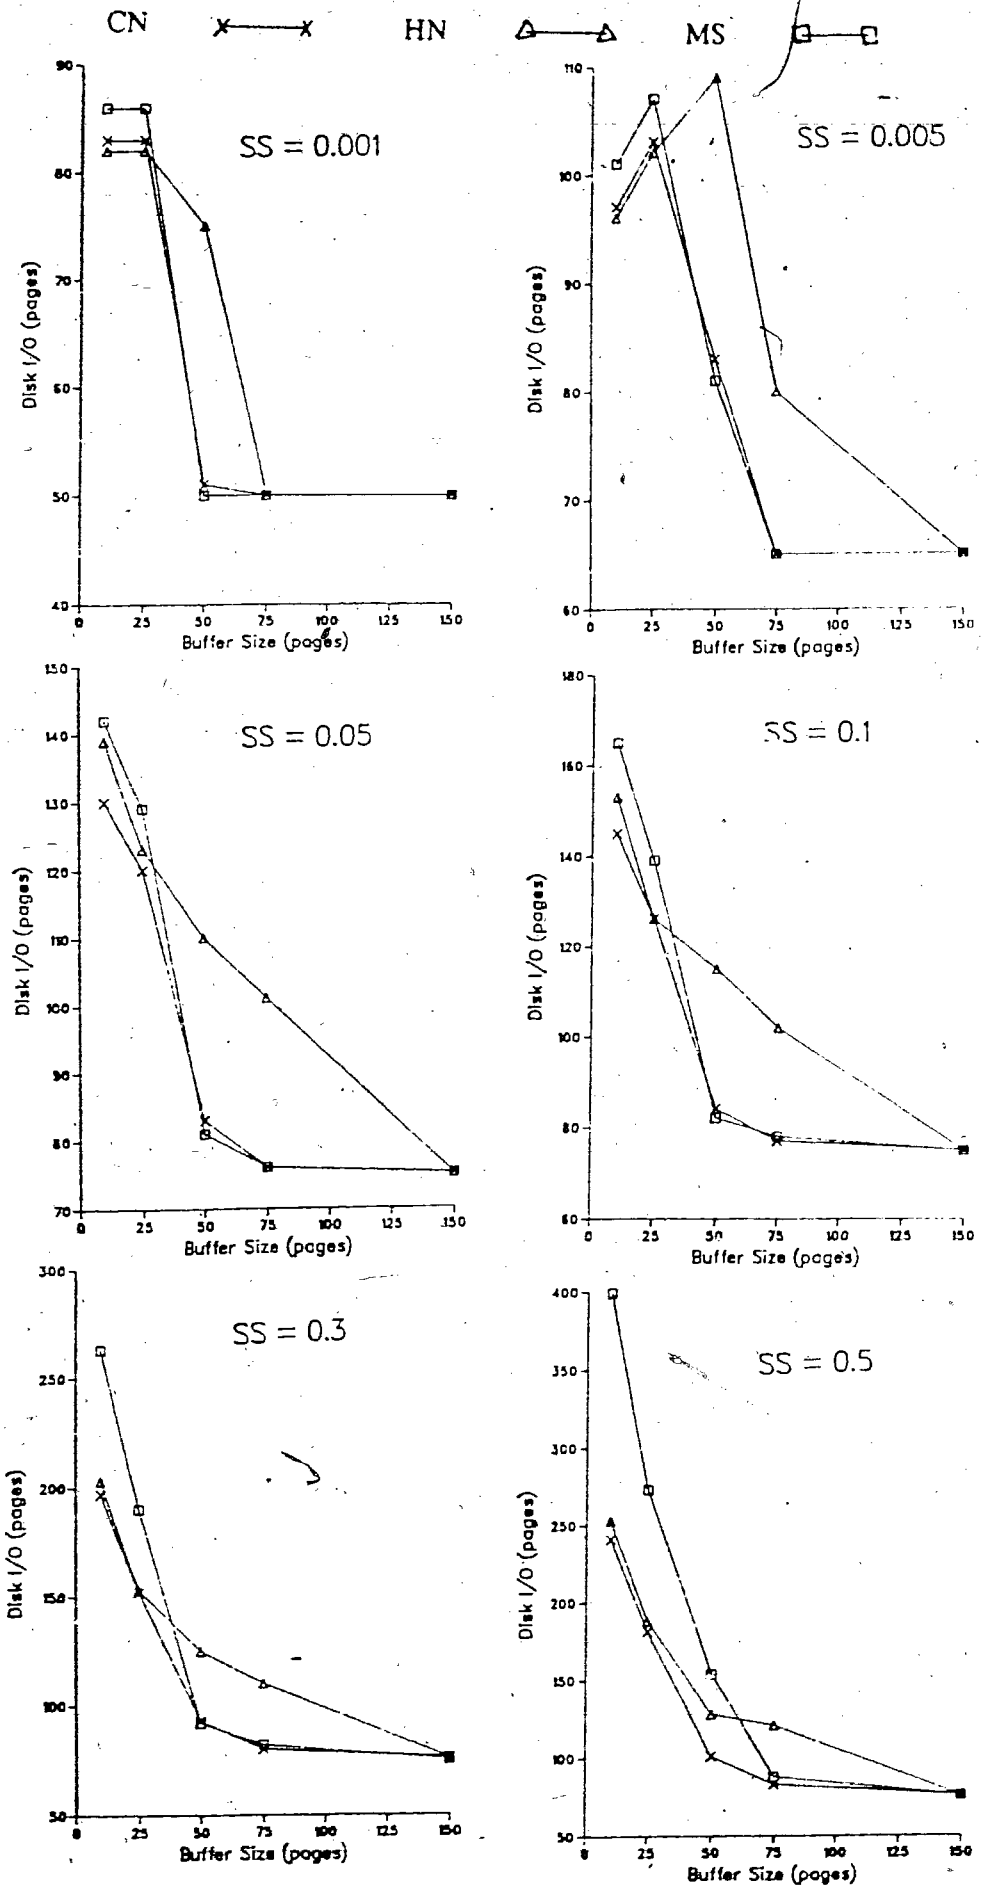 CN HN MS
90
80
70
60
50
40
0 25 50 75 100 125 150
Disk I/O (pages)
Buffer Size (pages)
SS = 0.001
110
100
90
80
70
60
0 25 50 75 100 125 150
Disk I/O (pages)
Buffer Size (pages)
SS = 0.005
150
140
130
120
110
100
90
80
70
0 25 50 75 100 125 150
Disk I/O (pages)
Buffer Size (pages)
SS = 0.05
180
160
140
120
100
80
60
0 25 50 75 100 125 150
Disk I/O (pages)
Buffer Size (pages)
SS = 0.1
300
250
200
150
100
50
0 25 50 75 100 125 150
Disk I/O (pages)
Buffer Size (pages)
SS = 0.3
400
350
300
250
200
150
100
50
0 25 50 75 100 125 150
Disk I/O (pages)
Buffer Size (pages)
SS = 0.5